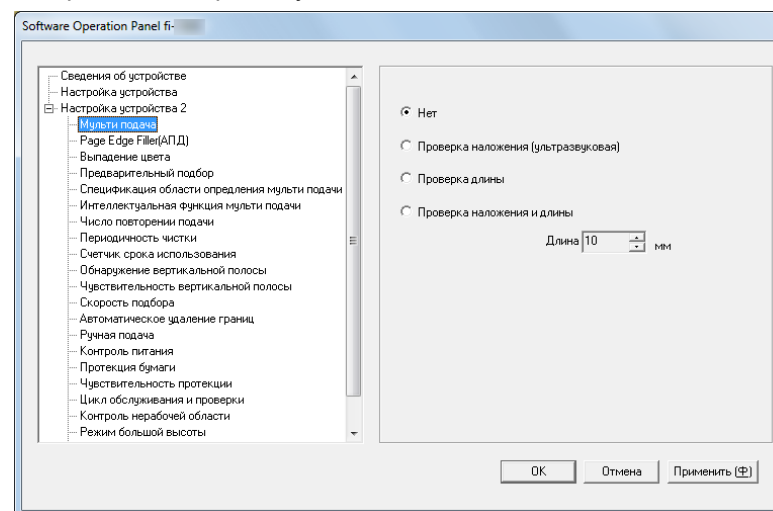 Software Operation Panel fi-
Сведения об устройстве
Настройка устройства
Настройка устройства 2
Мульти подача
Page Edge Filler(АПД)
Выпадение цвета
Предварительный подбор
Спецификация области опредления мульти подачи
Интеллектуальная функция мульти подачи
Число повторении подачи
Периодичность чистки
Счетчик срока использования
Обнаружение вертикальной полосы
Чувствительность вертикальной полосы
Скорость подбора
Автоматическое удаление границ
Ручная подача
Контроль питания
Протекция бумаги
Чувствительность протекции
Цикл обслуживания и проверки
Контроль нерабочей области
Режим большой высоты
Нет
Проверка наложения (ультразвуковая)
Проверка длины
Проверка наложения и длины
Длина 10 мм
OK Отмена Применить (Ф)